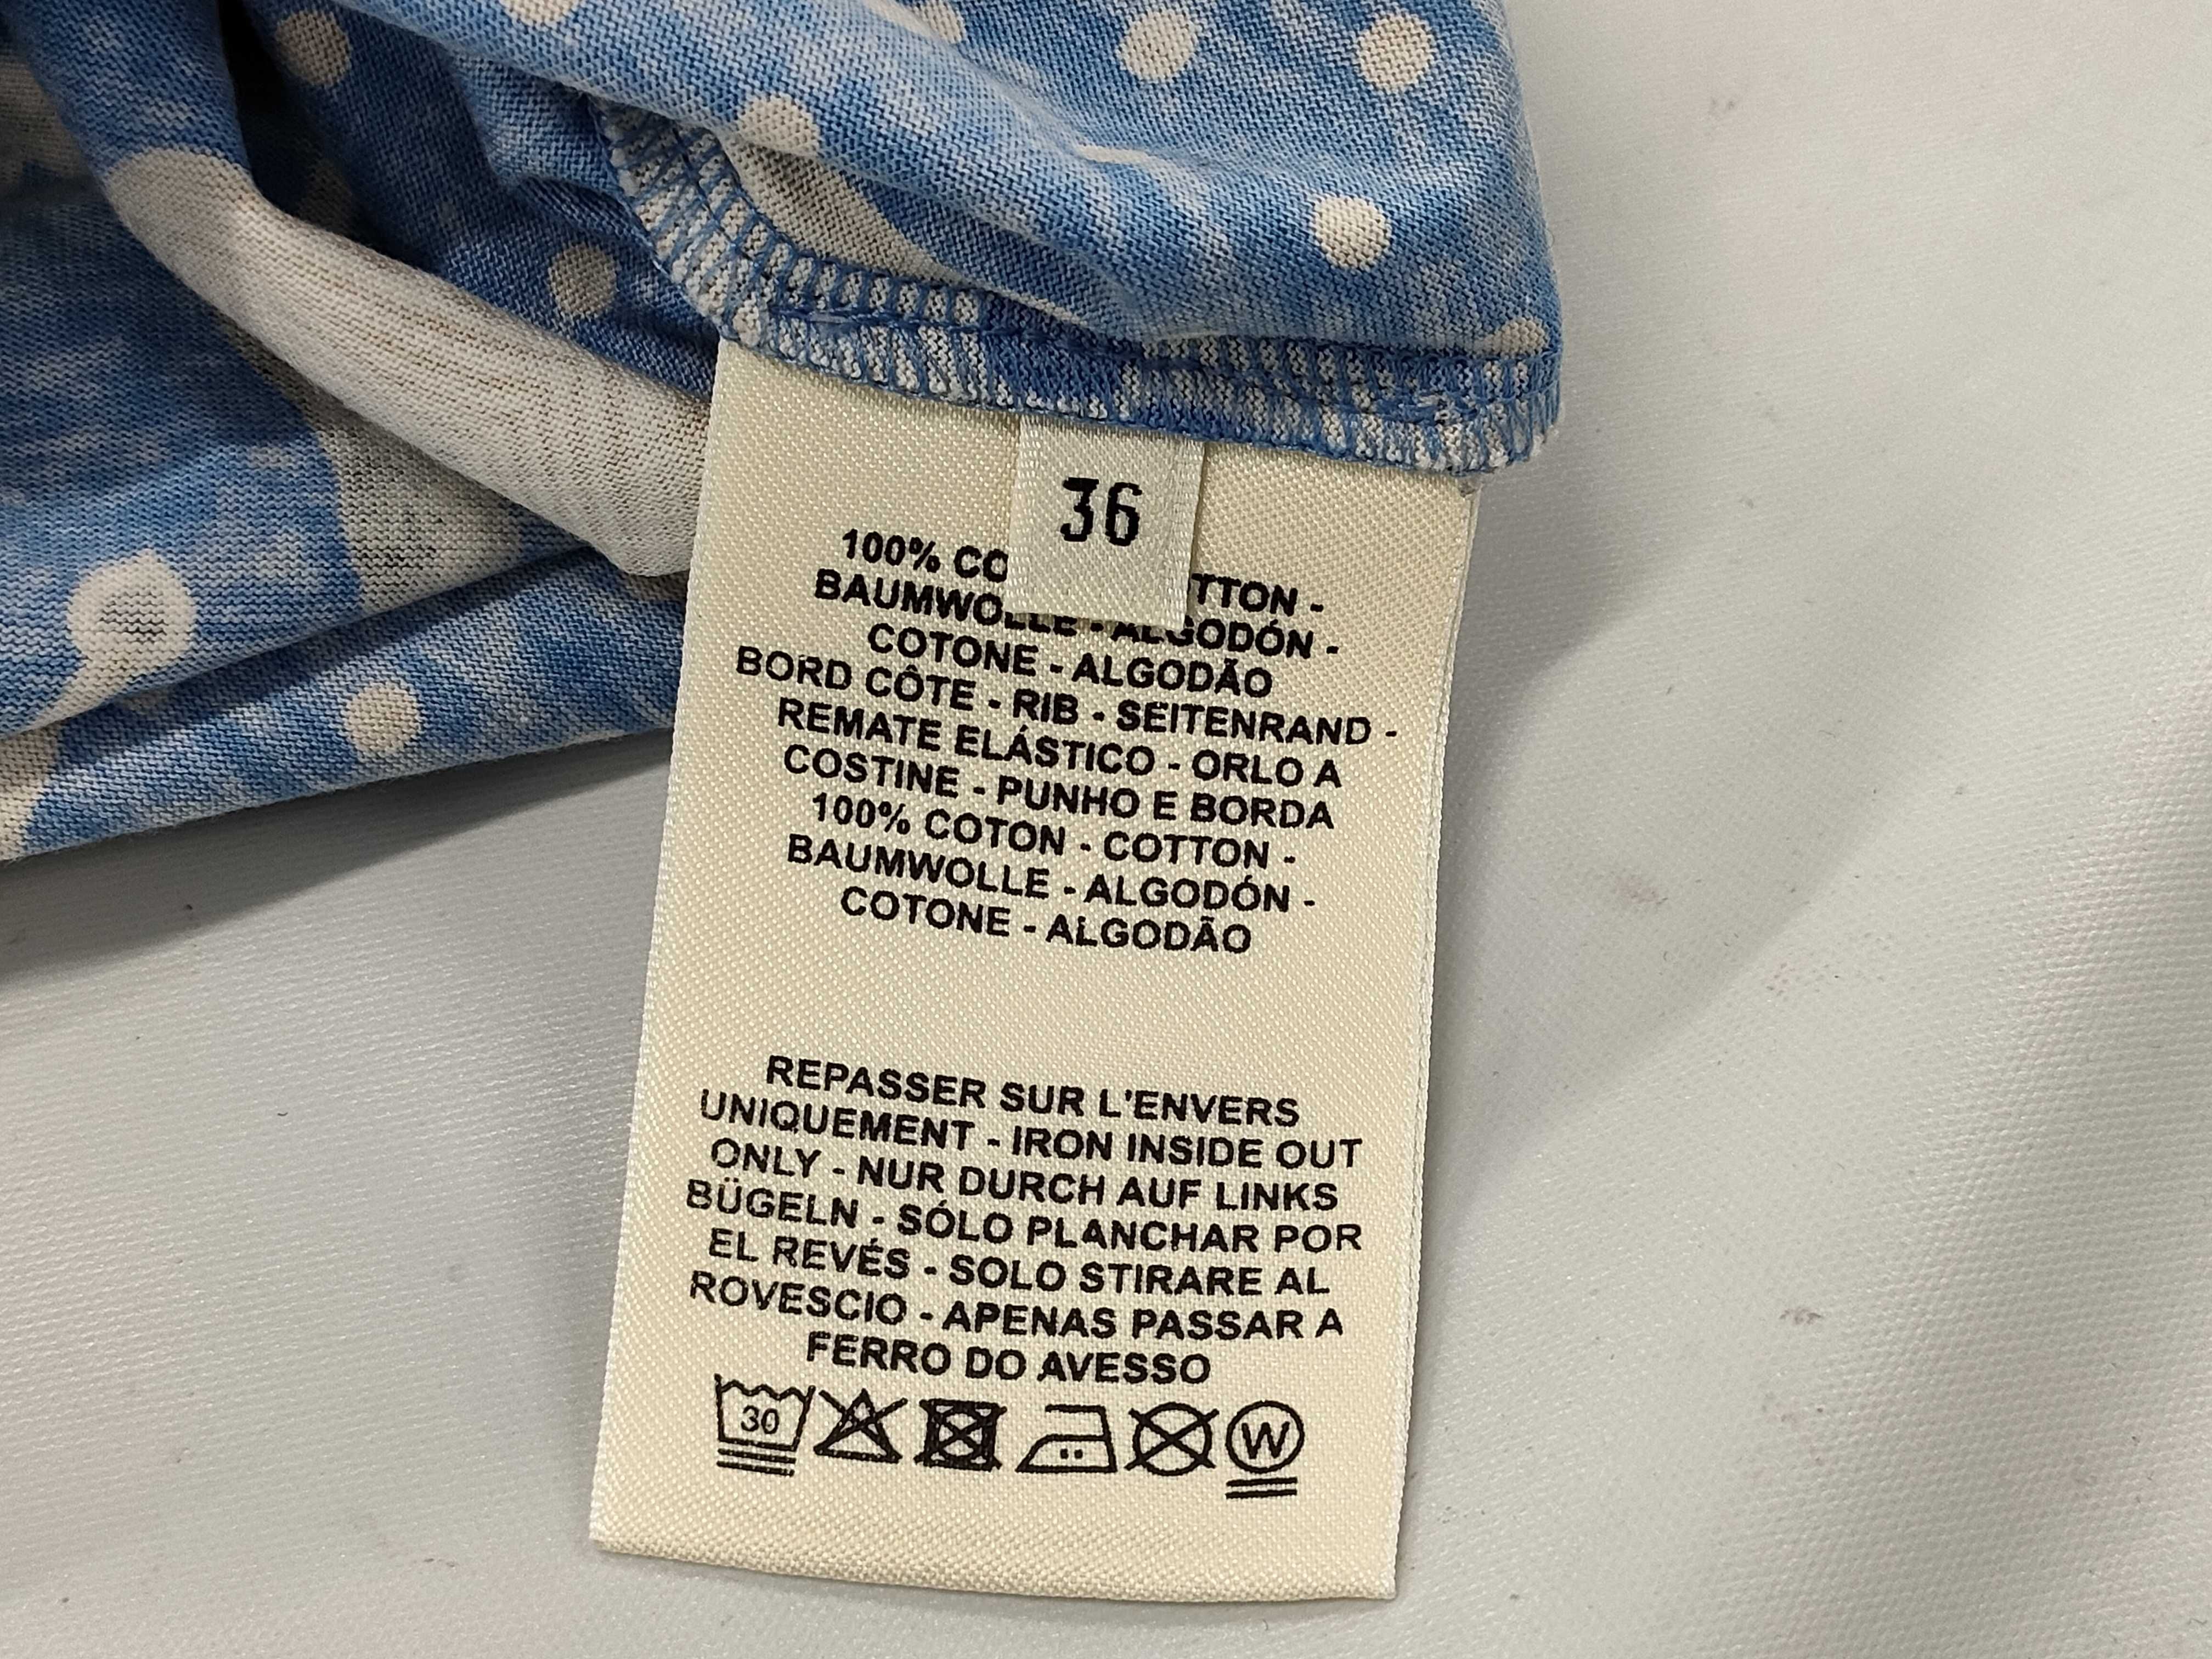 36
100% CO TTON -
BAUMWOLLE - ALGODÓN -
COTONE - ALGODÃO
BORD CÔTE - RIB - SEITENRAND -
REMATE ELÁSTICO - ORLO A
COSTINE - PUNHO E BORDA
100% COTON - COTTON -
BAUMWOLLE - ALGODÓN -
COTONE - ALGODÃO
REPASSER SUR L'ENVERS
UNIQUEMENT - IRON INSIDE OUT
ONLY - NUR DURCH AUF LINKS
BÜGELN - SÓLO PLANCHAR POR
EL REVÉS - SOLO STIRARE AL
ROVESCIO - APENAS PASSAR A
FERRO DO AVESSO
30 W